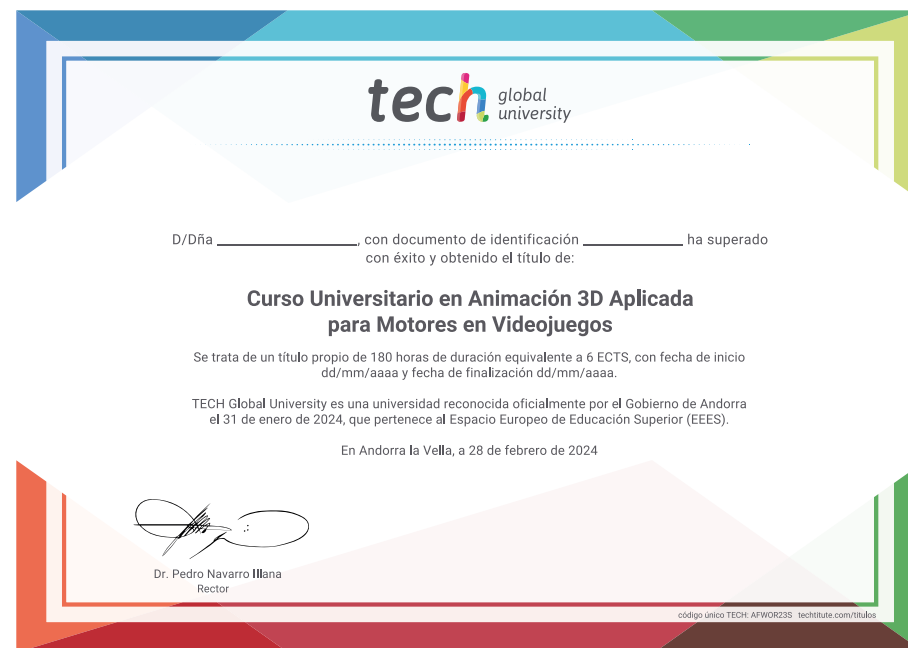 tech global university
D/Dña ____________________, con documento de identificación ______________ ha superado
con éxito y obtenido el título de:
Curso Universitario en Animación 3D Aplicada
para Motores en Videojuegos
Se trata de un título propio de 180 horas de duración equivalente a 6 ECTS, con fecha de inicio
dd/mm/aaaa y fecha de finalización dd/mm/aaaa.
TECH Global University es una universidad reconocida oficialmente por el Gobierno de Andorra
el 31 de enero de 2024, que pertenece al Espacio Europeo de Educación Superior (EEES).
En Andorra la Vella, a 28 de febrero de 2024
Dr. Pedro Navarro Illana
Rector
código único TECH: AFWOR23S techtitute.com/titulos